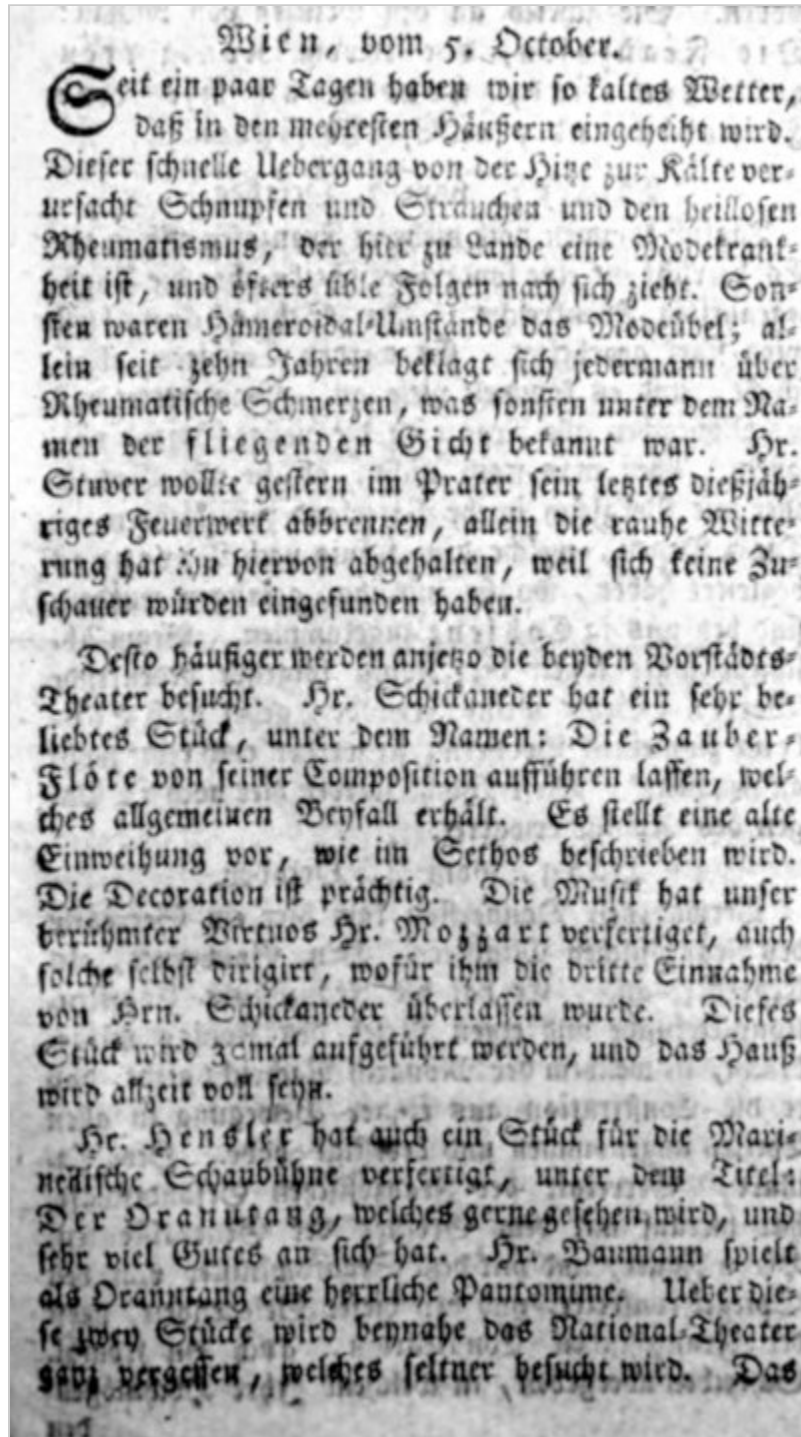 Wien, vom 5. October.
Seit ein paar Tagen haben wir so kaltes Wetter,
daß in den mehresten Häußern eingeheiht wird.
Dieser schnelle Uebergang von der Hitze zur Kälte ver-
ursacht Schnupfen und Strauchen und den heillosen
Rheumatismus, der hier zu Lande eine Modekrank-
heit ist, und öfters üble Folgen nach sich zieht. Son-
sten waren Hämeroidal-Umstände das Modeübel; al-
lein seit zehn Jahren beklagt sich jedermann über
Rheumatische Schmerzen, was sonsten unter dem Na-
men der fliegenden Gicht bekannt war. Hr.
Stuver wollte gestern im Prater sein letztes dießjäh-
riges Feuerwerk abbrennen, allein die rauhe Witte-
rung hat ihn hiervon abgehalten, weil sich keine Zu-
schauer würden eingefunden haben.
Desto häufiger werden anjetzo die beyden Vorstädts-
Theater besucht. Hr. Schickaneder hat ein sehr be-
liebtes Stück, unter dem Namen: Die Zauber-
Flöte von seiner Composition aufführen lassen, wel-
ches allgemeinen Beyfall erhält. Es stellt eine alte
Einweihung vor, wie im Sethos beschrieben wird.
Die Decoration ist prächtig. Die Musik hat unser
berühmter Virtuos Hr. Mozzart verfertiget, auch
solche selbst dirigirt, wofür ihm die dritte Einnahme
von Hrn. Schickaneder überlassen wurde. Dieses
Stück wird 30mal aufgeführt werden, und das Hauß
wird allzeit voll seyn.
Hr. Hensler hat auch ein Stück für die Mari-
nellische Schaubühne verfertigt, unter dem Titel:
Der Oranutang, welches gerne gesehen wird, und
sehr viel Gutes an sich hat. Hr. Baumann spielt
als Oranutang eine herrliche Pantomime. Ueber die-
se zwey Stücke wird beynahe das National-Theater
ganz vergessen, welches seltner besucht wird. Das